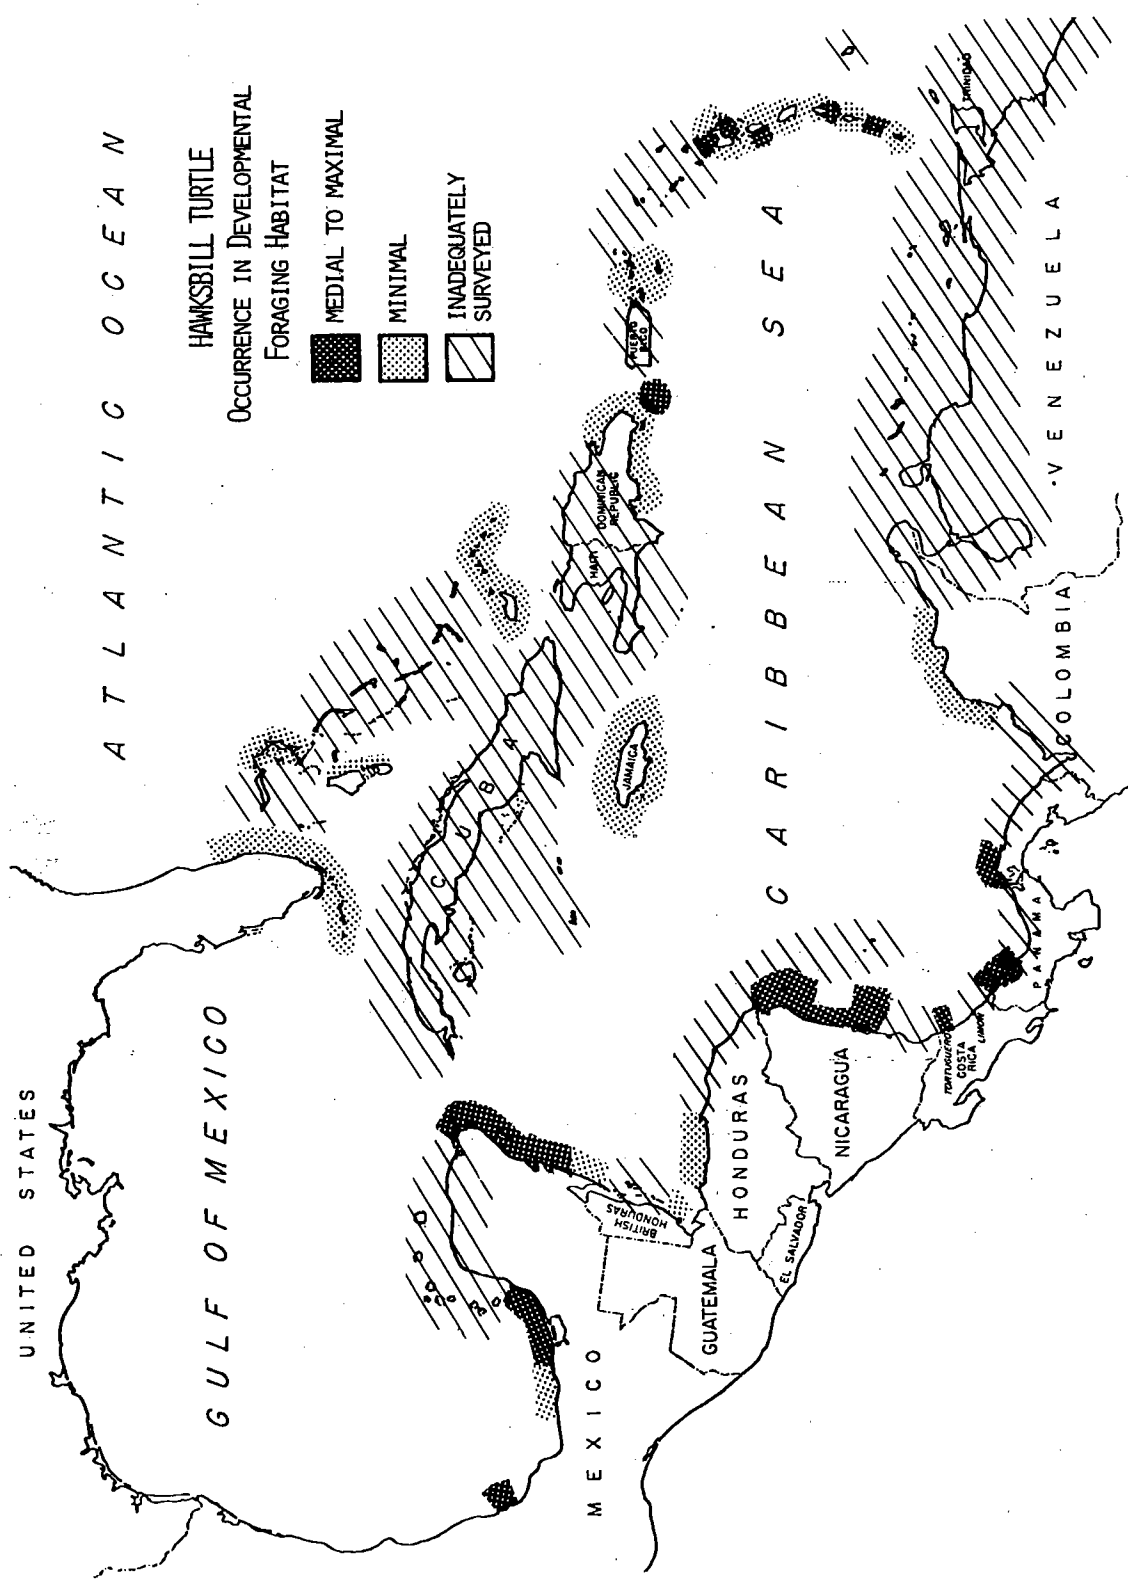 HAWKSBILL TURTLE
OCCURRENCE IN DEVELOPMENTAL
FORAGING HABITAT
MEDIAL TO MAXIMAL
MINIMAL
INADEQUATELY
SURVEYED
UNITED STATES
ATLANTIC OCEAN
GULF OF MEXICO
CUBA
HAITI
DOMINICAN
REPUBLIC
PUERTO
RICO
JAMAICA
CARIBBEAN SEA
MEXICO
BRITISH
HONDURAS
GUATEMALA
HONDURAS
EL SALVADOR
NICARAGUA
TORTUGUERO
COSTA
RICA
LIMON
PANAMA
COLOMBIA
VENEZUELA
TRINIDAD